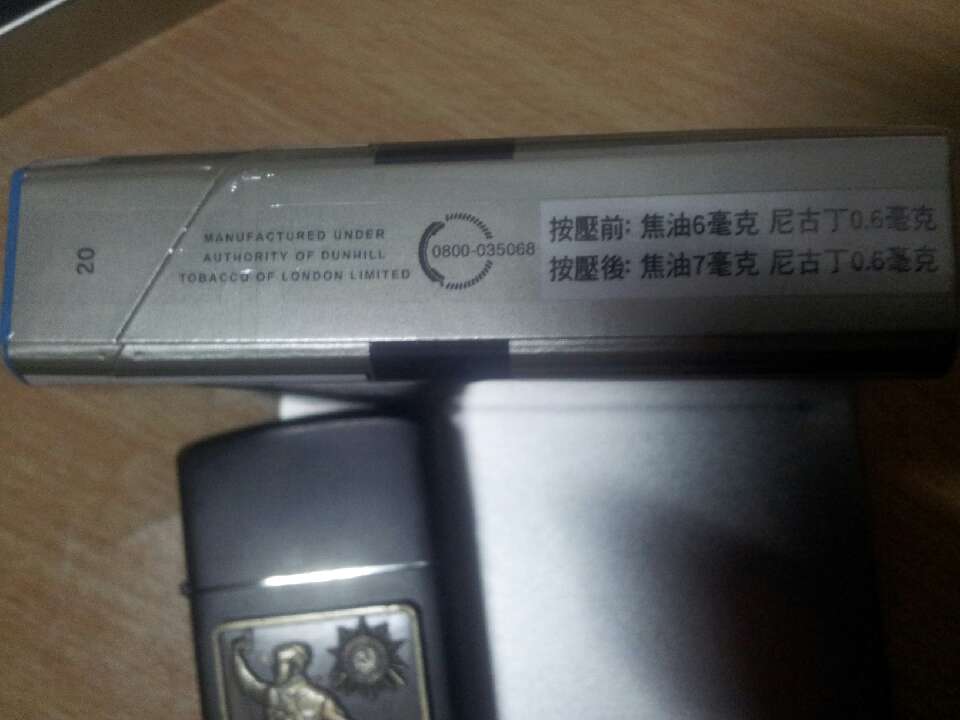 20
MANUFACTURED UNDER
AUTHORITY OF DUNHILL
TOBACCO OF LONDON LIMITED
0800-035068
按壓前: 焦油6毫克 尼古丁0.6毫克
按壓後: 焦油7毫克 尼古丁0.6毫克